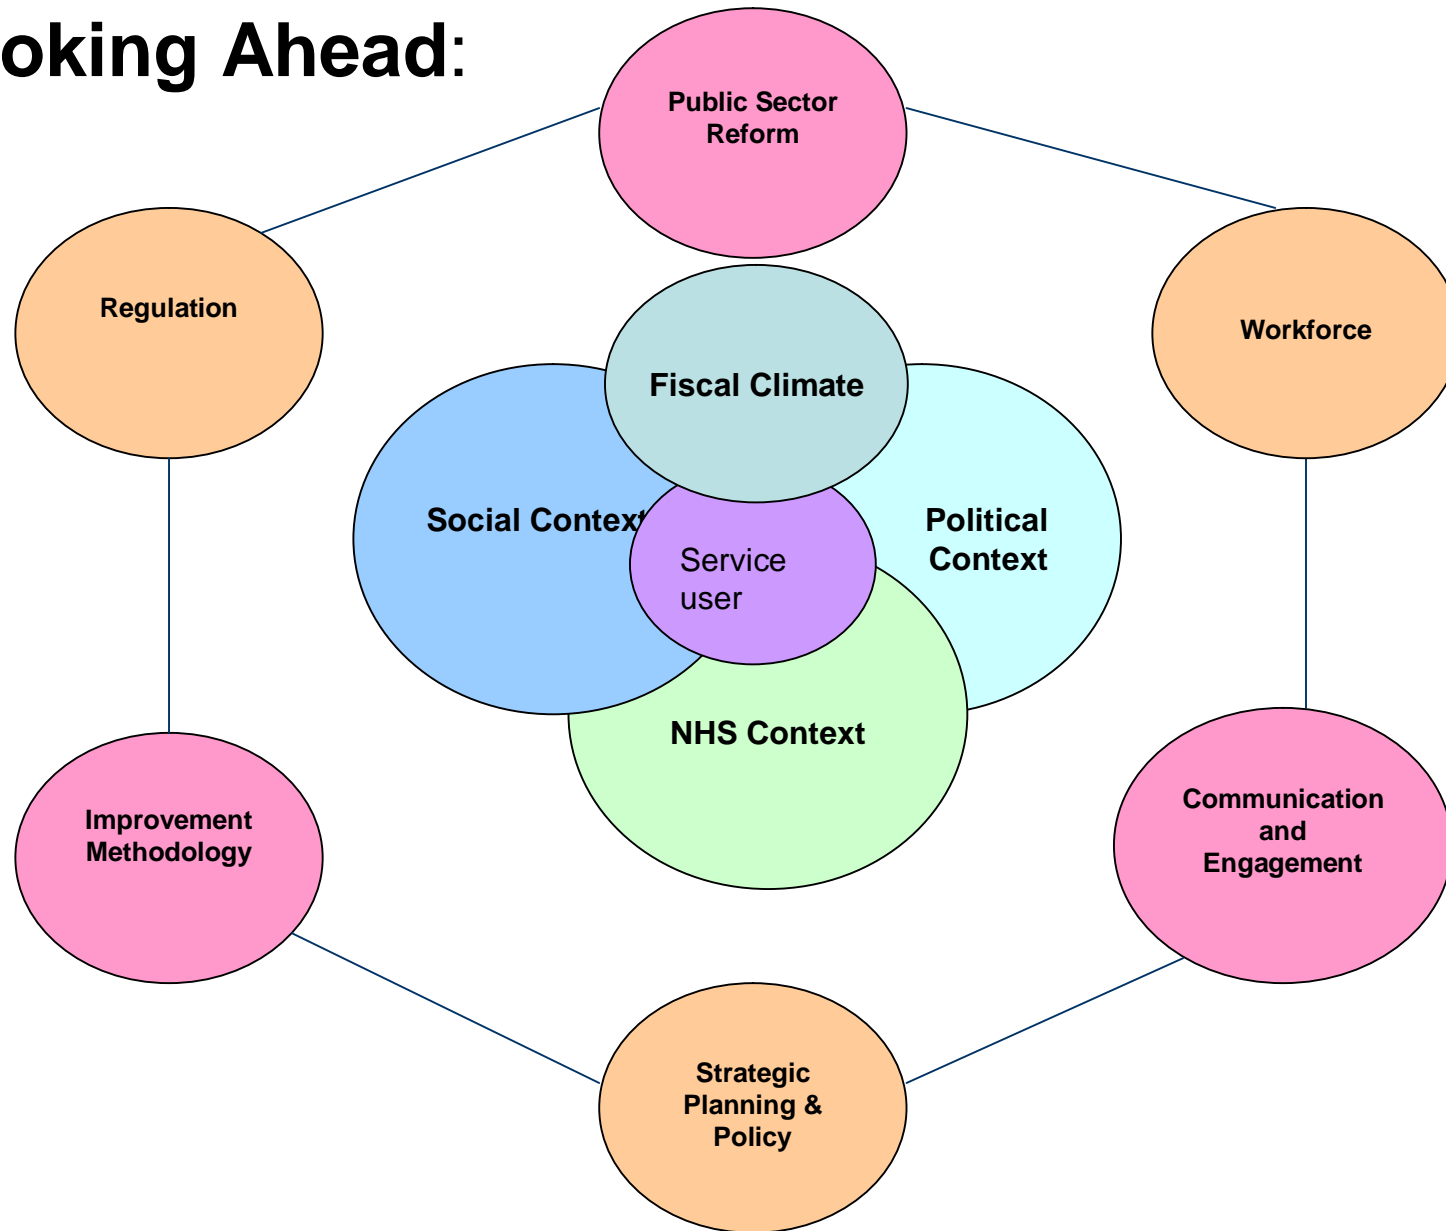 oking Ahead:
Public Sector
Reform
Regulation
Workforce
Fiscal Climate
Social Context
Political
Context
Service
user
NHS Context
Improvement
Methodology
Communication
and
Engagement
Strategic
Planning &
Policy